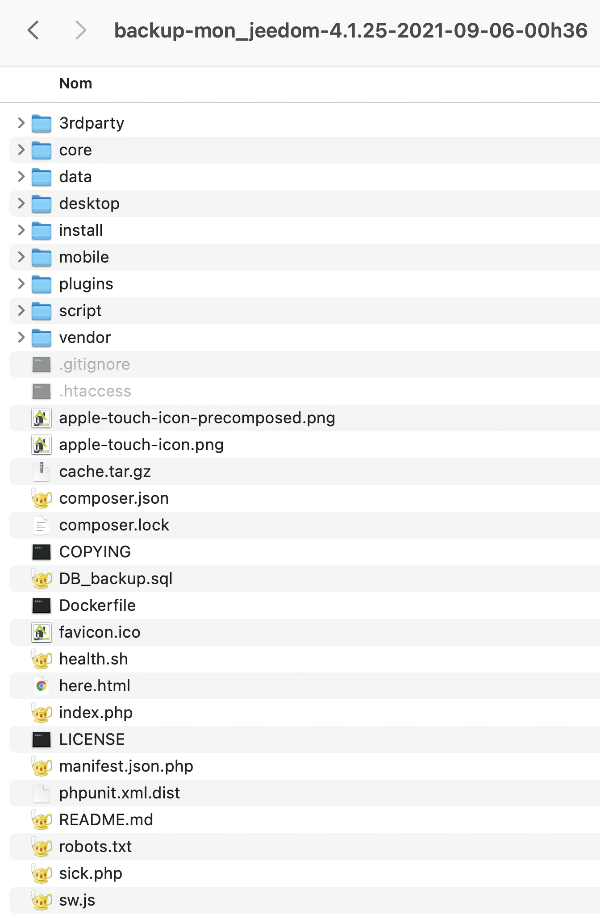 backup-mon_jeedom-4.1.25-2021-09-06-00h36
Nom
3rdparty
core
data
desktop
install
mobile
plugins
script
vendor
.gitignore
.htaccess
apple-touch-icon-precomposed.png
apple-touch-icon.png
cache.tar.gz
composer.json
composer.lock
COPYING
DB_backup.sql
Dockerfile
favicon.ico
health.sh
here.html
index.php
LICENSE
manifest.json.php
phpunit.xml.dist
README.md
robots.txt
sick.php
sw.js